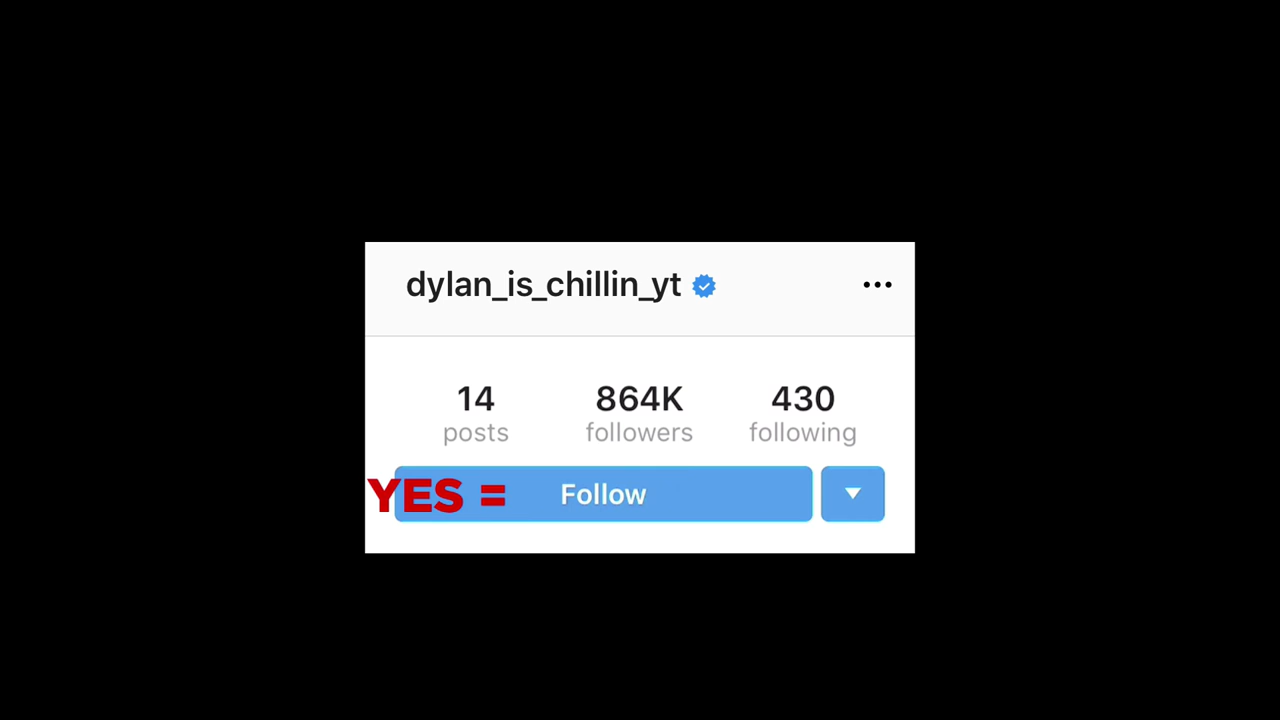 dylan_is_chillin_yt
14 864K 430
posts followers following
YES = Follow